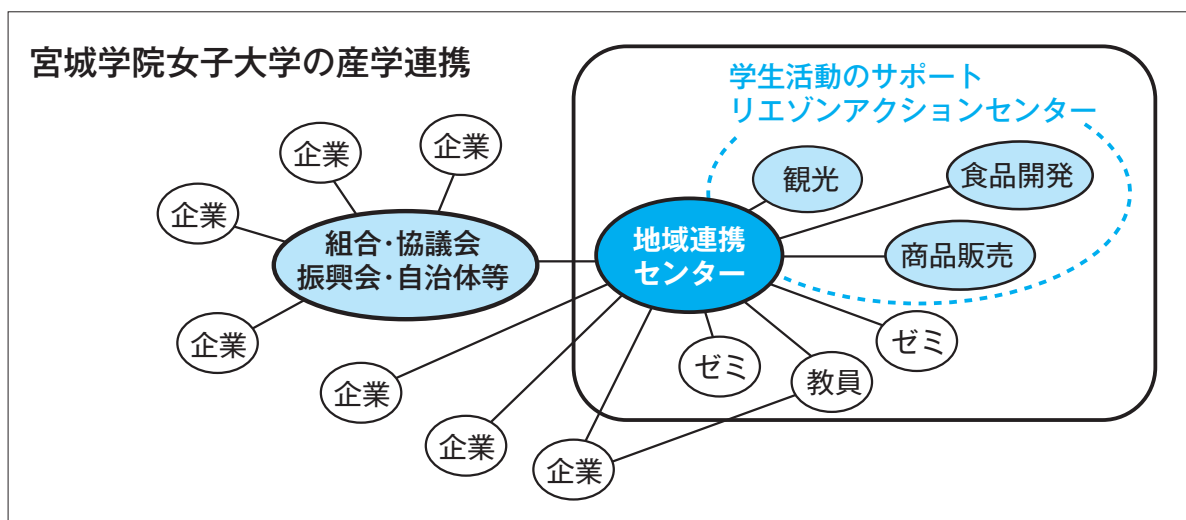 宮城学院女子大学の産学連携
学生活動のサポート
リエゾンアクションセンター
企業
企業
企業
観光
食品開発
組合・協議会
振興会・自治体等
地域連携
センター
商品販売
企業
企業
ゼミ
教員
ゼミ
企業
企業